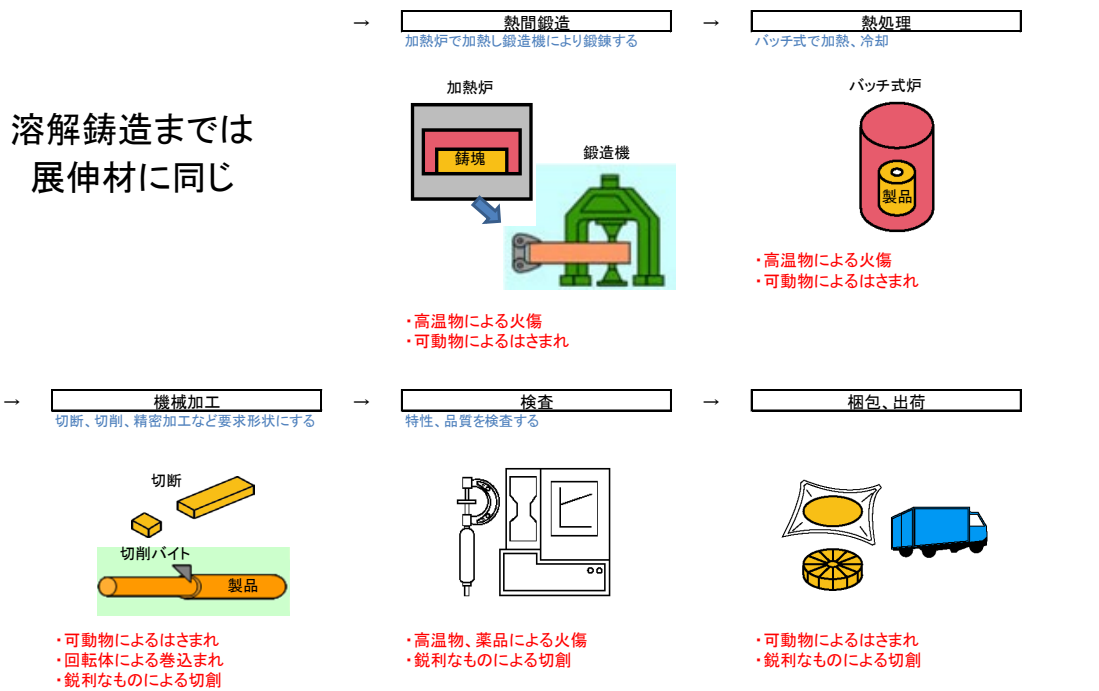 溶解鋳造までは
展伸材に同じ
→
熱間鍛造
加熱炉で加熱し鍛造機により鍛錬する
加熱炉
鋳塊
鍛造機
・高温物による火傷
・可動物によるはさまれ
→
熱処理
バッチ式で加熱、冷却
バッチ式炉
製品
・高温物による火傷
・可動物によるはさまれ
→
機械加工
切断、切削、精密加工など要求形状にする
切断
切削バイト
製品
・可動物によるはさまれ
・回転体による巻込まれ
・鋭利なものによる切創
→
検査
特性、品質を検査する
・高温物、薬品による火傷
・鋭利なものによる切創
→
梱包、出荷
・可動物によるはさまれ
・鋭利なものによる切創